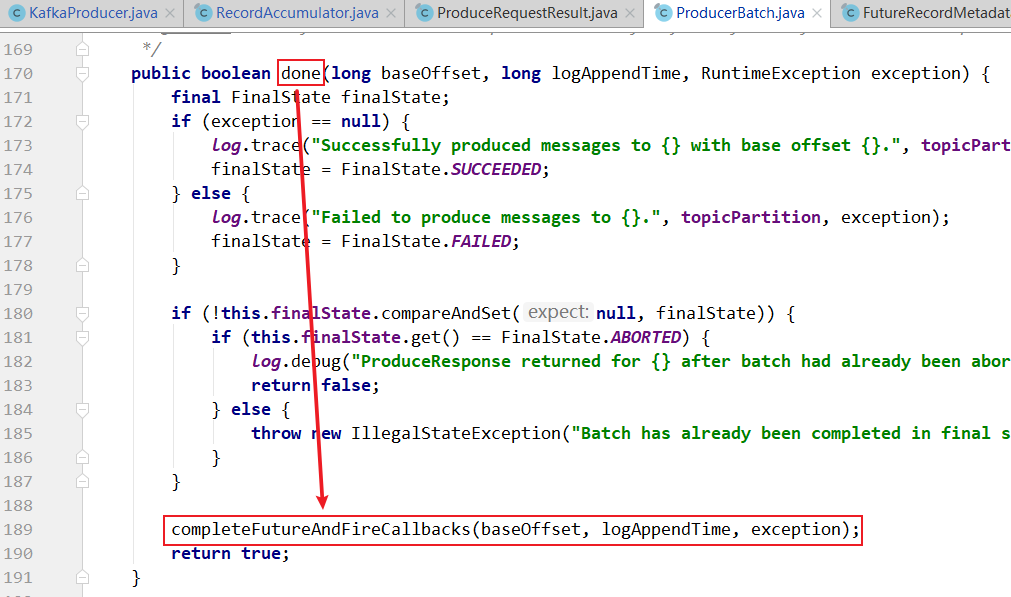 KafkaProducer.java RecordAccumulator.java ProduceRequestResult.java ProducerBatch.java FutureRecordMetadat
169 */
170 public boolean done(long baseOffset, long logAppendTime, RuntimeException exception) {
171 final FinalState finalState;
172 if (exception == null) {
173 log.trace("Successfully produced messages to {} with base offset {}.", topicPart
174 finalState = FinalState.SUCCEEDED;
175 } else {
176 log.trace("Failed to produce messages to {}.", topicPartition, exception);
177 finalState = FinalState.FAILED;
178 }
179
180 if (!this.finalState.compareAndSet( expect: null, finalState)) {
181 if (this.finalState.get() == FinalState.ABORTED) {
182 log.debug("ProduceResponse returned for {} after batch had already been abor
183 return false;
184 } else {
185 throw new IllegalStateException("Batch has already been completed in final s
186 }
187 }
188
189 completeFutureAndFireCallbacks(baseOffset, logAppendTime, exception);
190 return true;
191 }